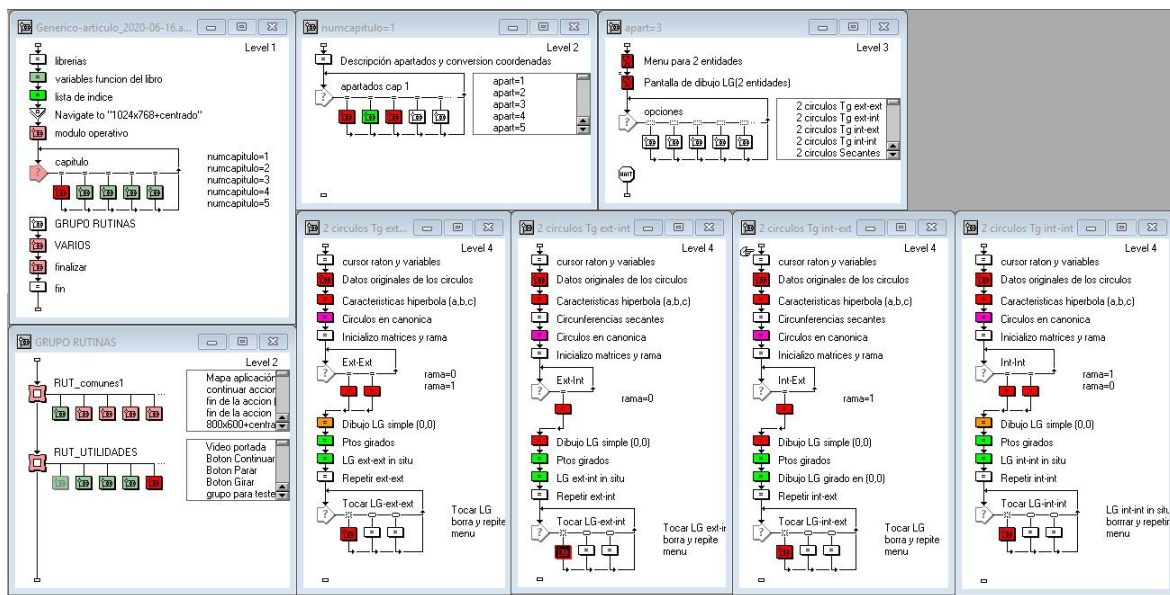 Generico-articulo_2020-06-16.a...
Level 1
librerias
variables funcion del libro
lista de indice
Navigate to "1024x768+centrado"
modulo operativo
capitulo
numcapitulo=1
numcapitulo=2
numcapitulo=3
numcapitulo=4
numcapitulo=5
GRUPO RUTINAS
VARIOS
finalizar
fin
numcapitulo=1
Level 2
Descripción apartados y conversion coordenadas
apartados cap 1
apart=1
apart=2
apart=3
apart=4
apart=5
apart=3
Level 3
Menu para 2 entidades
Pantalla de dibujo LG(2 entidades)
opciones
2 circulos Tg ext-ext
2 circulos Tg ext-int
2 circulos Tg int-ext
2 circulos Tg int-int
2 circulos Secantes
WAIT
GRUPO RUTINAS
Level 2
RUT_comunes1
Mapa aplicación
continuar accion
fin de la accion
fin de la accion
800x600+centra
RUT_UTILIDADES
Video portada
Boton Continuar
Boton Parar
Boton Girar
grupo para teste
2 circulos Tg ext...
Level 4
cursor raton y variables
Datos originales de los circulos
Caracteristicas hiperbola (a,b,c)
Circulos en canonica
Inicializo matrices y rama
Ext-Ext
rama=0
rama=1
Dibujo LG simple (0,0)
Ptos girados
LG ext-ext in situ
Repetir ext-ext
Tocar LG-ext-ext
Tocar LG
borra y repite
menu
2 circulos Tg ext-int
Level 4
cursor raton y variables
Datos originales de los circulos
Caracteristicas hiperbola (a,b,c)
Circunferencias secantes
Circulos en canonica
Inicializo matrices y rama
Ext-Int
rama=0
Dibujo LG simple (0,0)
Ptos girados
LG ext-int in situ
Repetir ext-int
Tocar LG-ext-int
Tocar LG ext-in
borra y repite
menu
2 circulos Tg int-ext
Level 4
cursor raton y variables
Datos originales de los circulos
Caracteristicas hiperbola (a,b,c)
Circunferencias secantes
Circulos en canonica
Inicializo matrices y rama
Int-Ext
rama=1
Dibujo LG simple (0,0)
Ptos girados
Dibujo LG girado en (0,0)
Repetir int-ext
Tocar LG-int-ext
Tocar LG
borra y repite
menu
2 circulos Tg int-int
Level 4
cursor raton y variables
Datos originales de los circulos
Caracteristicas hiperbola (a,b,c)
Circulos en canonica
Inicializo matrices y rama
Int-Int
rama=1
rama=0
Dibujo LG simple (0,0)
Ptos girados
LG int-int in situ
Repetir int-int
Tocar LG-int-int
LG int-int in situ
borrar y repetir
menu